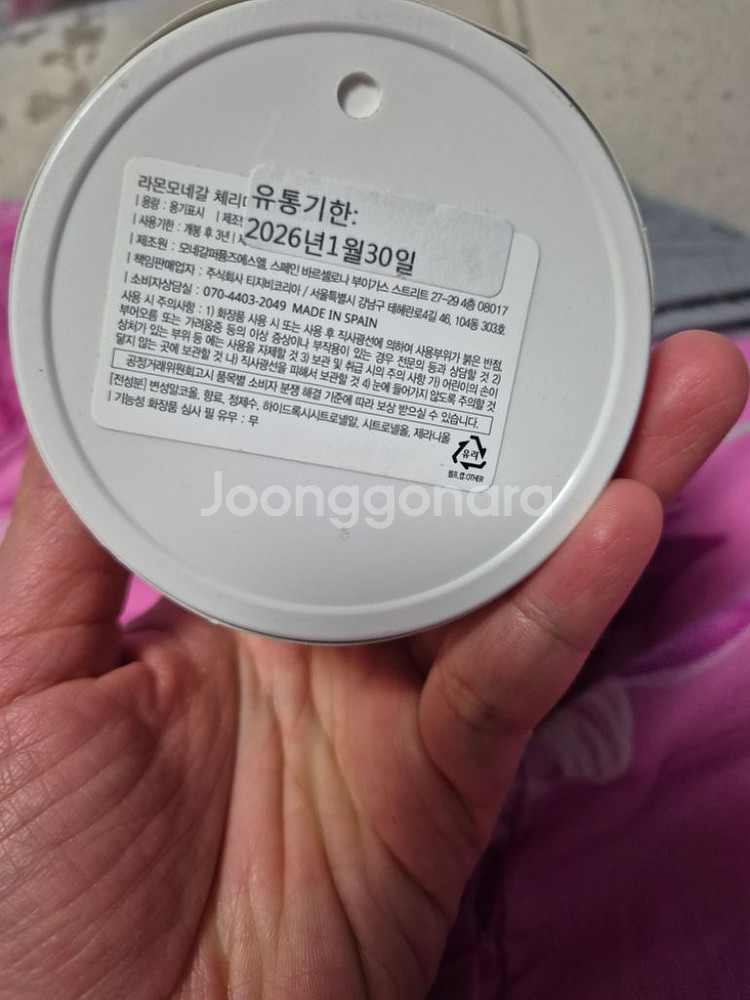 라몬모네갈 체리
유통기한:
2026년1월30일
| 용량 : 용기표시 | 제조
| 사용기한 : 개봉 후 3년 |
| 제조원 : 모네갈퍼퓸즈에스엘, 스페인 바르셀로나 부이가스 스트리트 27-29 4층 08017
| 책임판매업자 : 주식회사 티지비코리아 / 서울특별시 강남구 테헤란로4길 46, 104동 303호
| 소비자상담실 : 070-4403-2049 MADE IN SPAIN
사용 시 주의사항 : 1) 화장품 사용 시 또는 사용 후 직사광선에 의하여 사용부위가 붉은 반점,
부어오름 또는 가려움증 등의 이상 증상이나 부작용이 있는 경우 전문의 등과 상담할 것 2)
상처가 있는 부위 등에는 사용을 자제할 것 3) 보관 및 취급 시의 주의 사항 가) 어린이의 손이
닿지 않는 곳에 보관할 것 나) 직사광선을 피해서 보관할 것 4) 눈에 들어가지 않도록 주의할 것
공정거래위원회고시 품목별 소비자 분쟁 해결 기준에 따라 보상 받으실 수 있습니다.
[전성분] 변성알코올, 향료, 정제수, 하이드록시시트로넬알, 시트로넬올, 제라니올
| 기능성 화장품 심사 필 유무 : 무
유리
펌프,캡:OTHER
Joonggonara